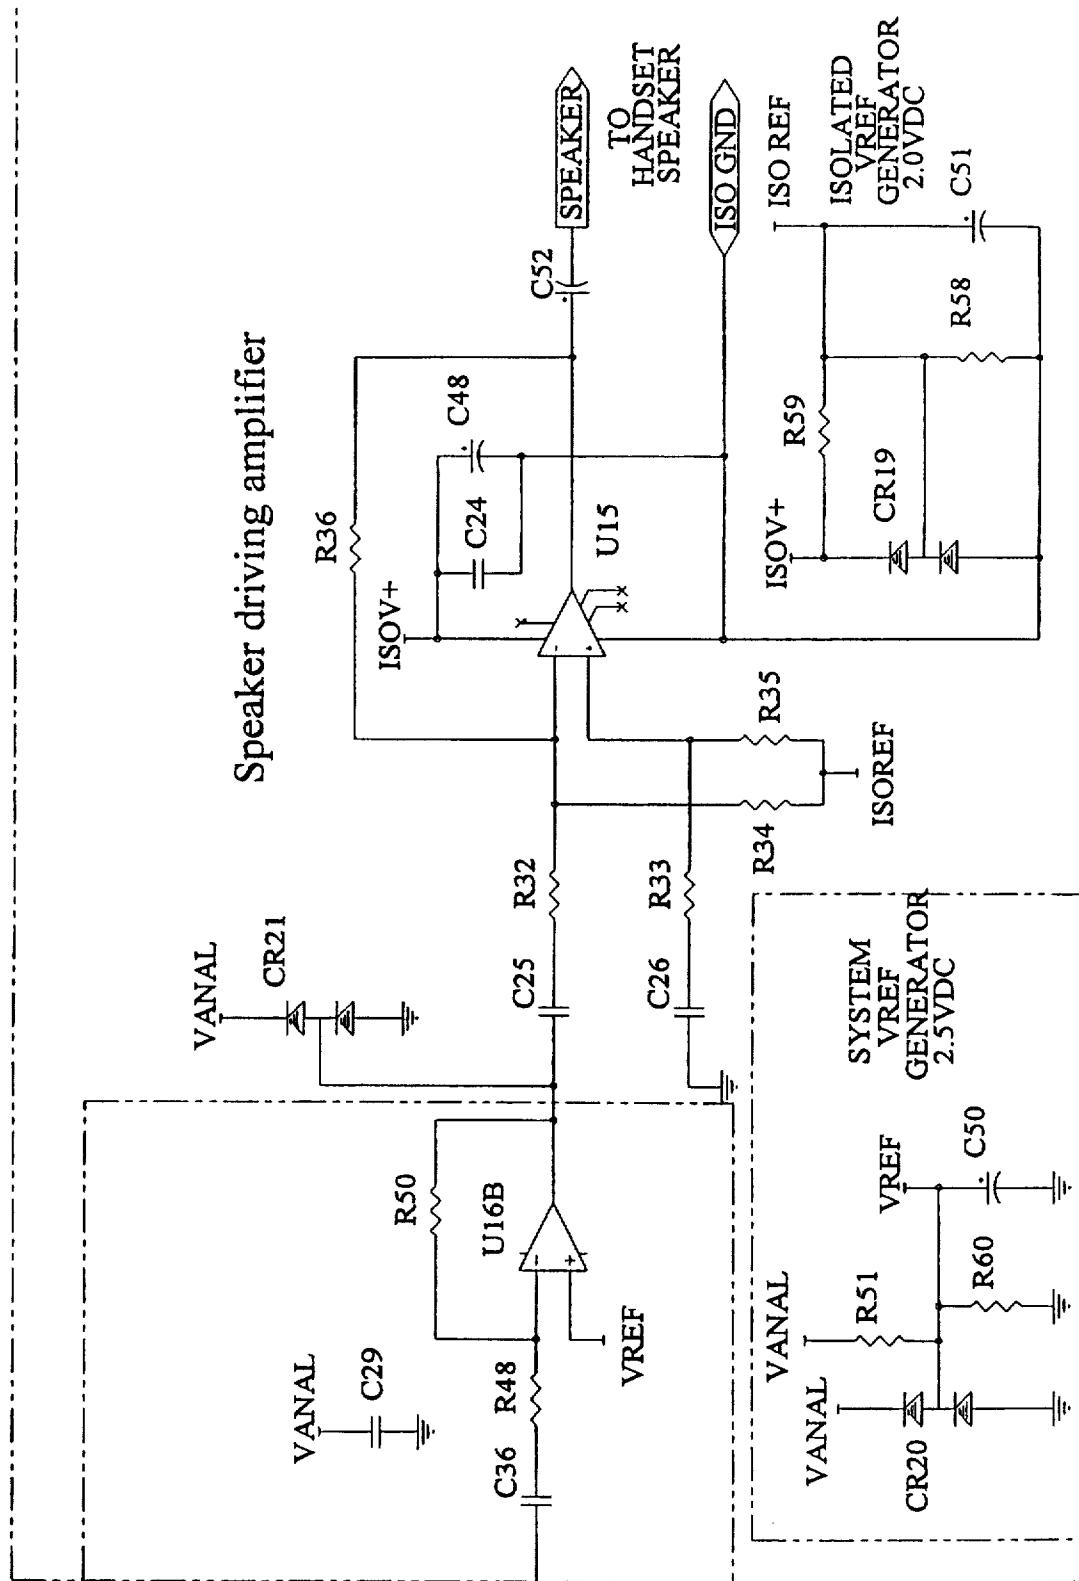 Speaker driving amplifier
VANAL
C29
C36
R48
R50
U16B
VREF
VANAL
CR21
C25
R32
C26
R33
R34
R35
ISOREF
R36
ISOV+
C24
C48
U15
C52
SPEAKER
TO
HANDSET
SPEAKER
ISO GND
VANAL
VANAL
CR20
R51
R60
VREF
C50
SYSTEM
VREF
GENERATOR
2.5VDC
ISOV+
CR19
R59
R58
C51
ISO REF
ISOLATED
VREF
GENERATOR
2.0VDC